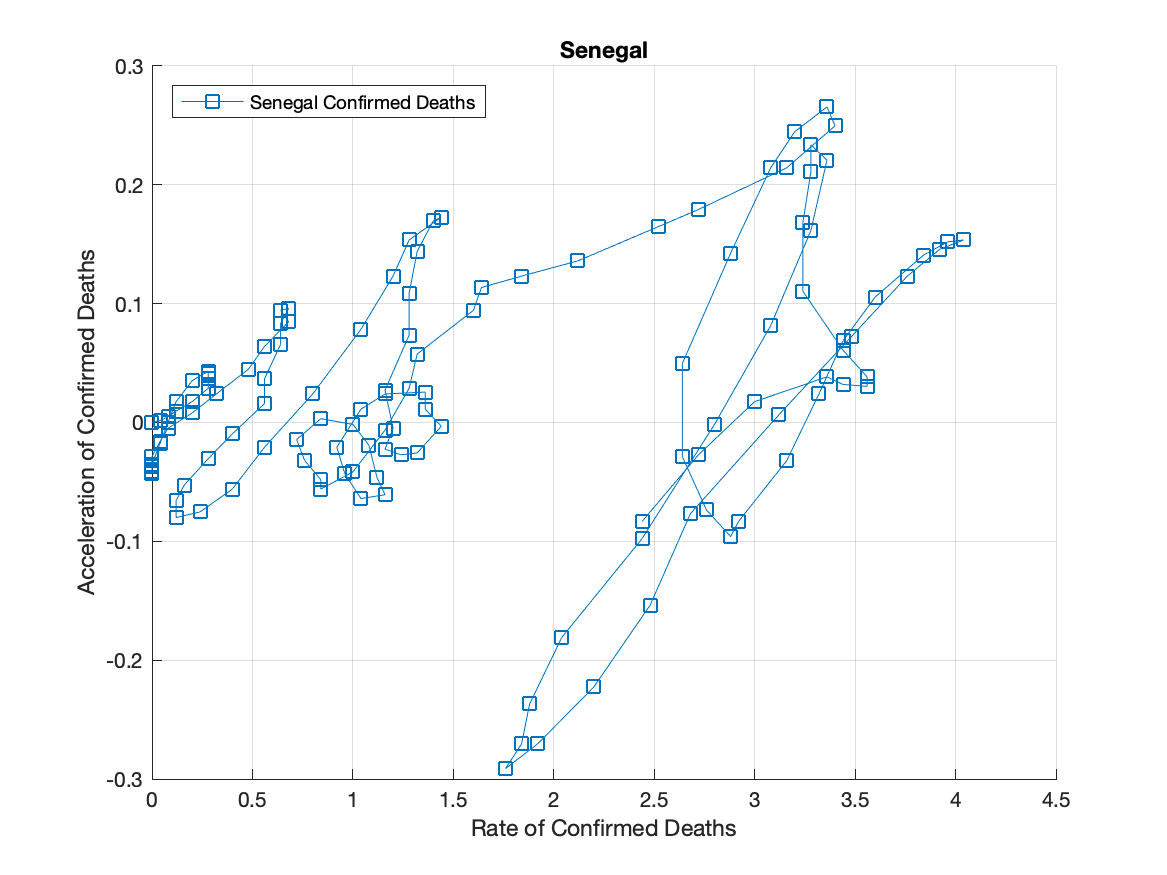 Senegal
Senegal Confirmed Deaths
Acceleration of Confirmed Deaths
0.3
0.2
0.1
0
-0.1
-0.2
-0.3
0 0.5 1 1.5 2 2.5 3 3.5 4 4.5
Rate of Confirmed Deaths